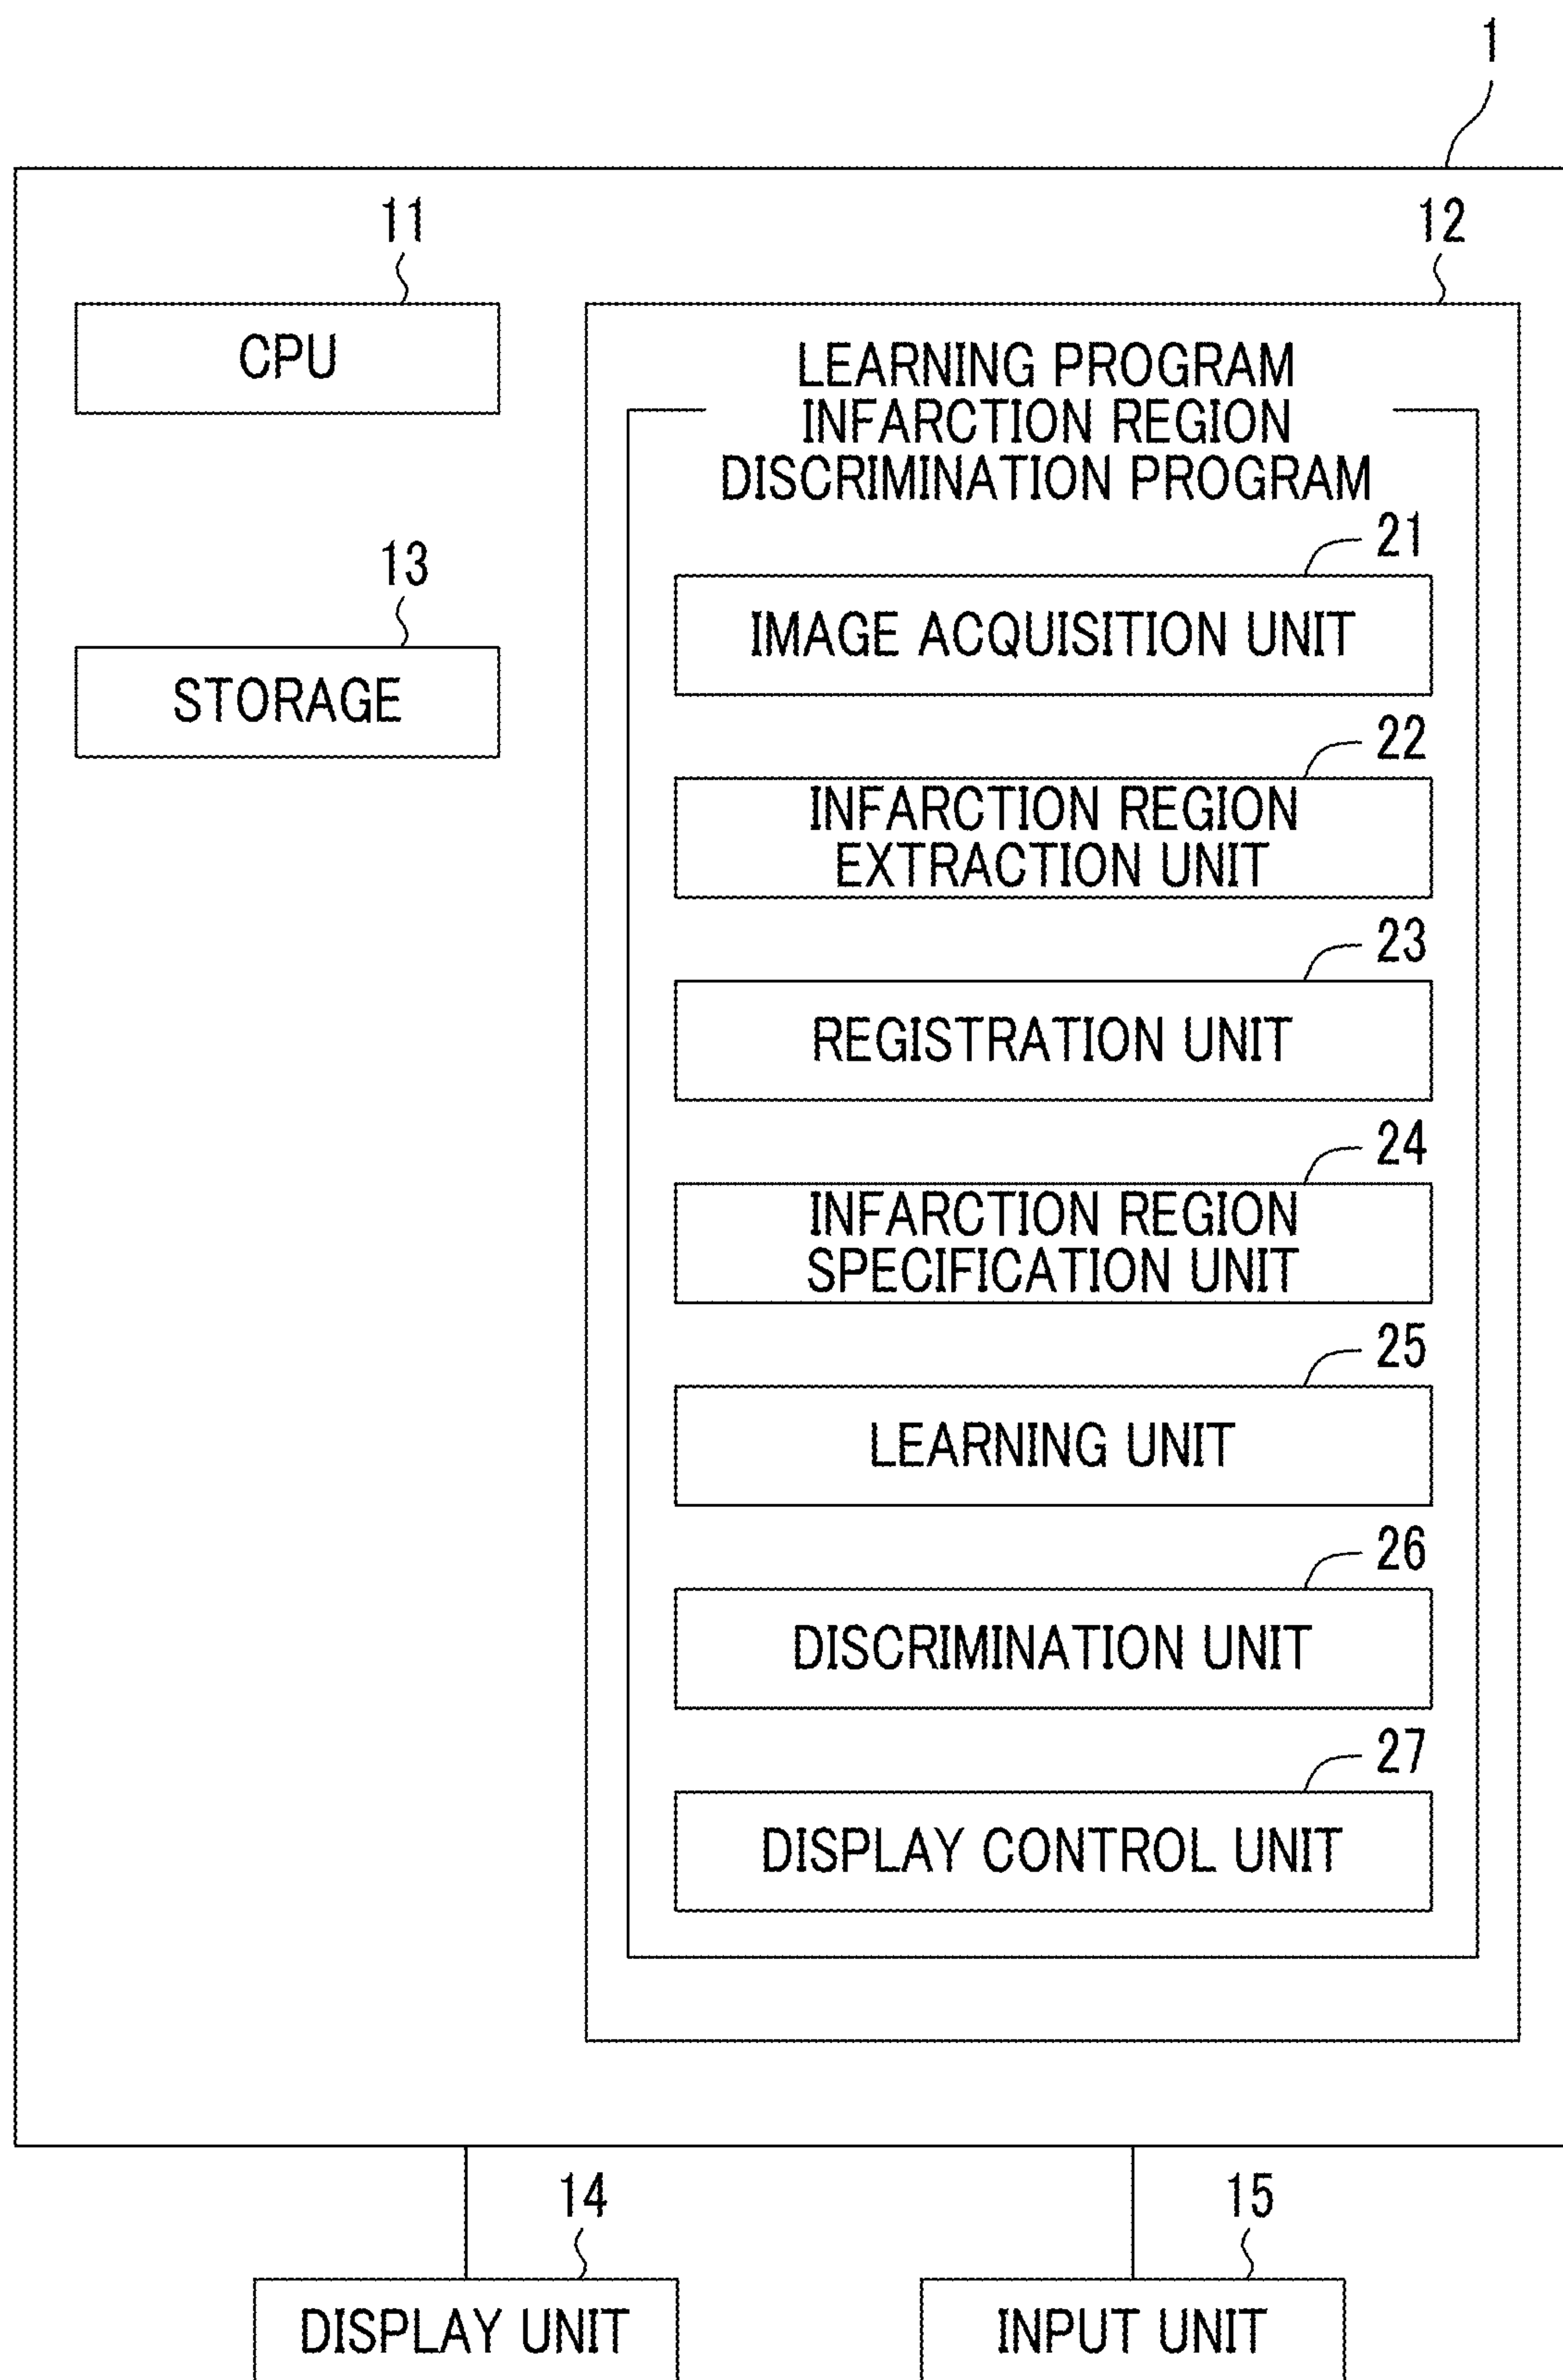 1
11
12
CPU
LEARNING PROGRAM
INFARCTION REGION
DISCRIMINATION PROGRAM
13
STORAGE
21
IMAGE ACQUISITION UNIT
22
INFARCTION REGION
EXTRACTION UNIT
23
REGISTRATION UNIT
24
INFARCTION REGION
SPECIFICATION UNIT
25
LEARNING UNIT
26
DISCRIMINATION UNIT
27
DISPLAY CONTROL UNIT
14
15
DISPLAY UNIT
INPUT UNIT